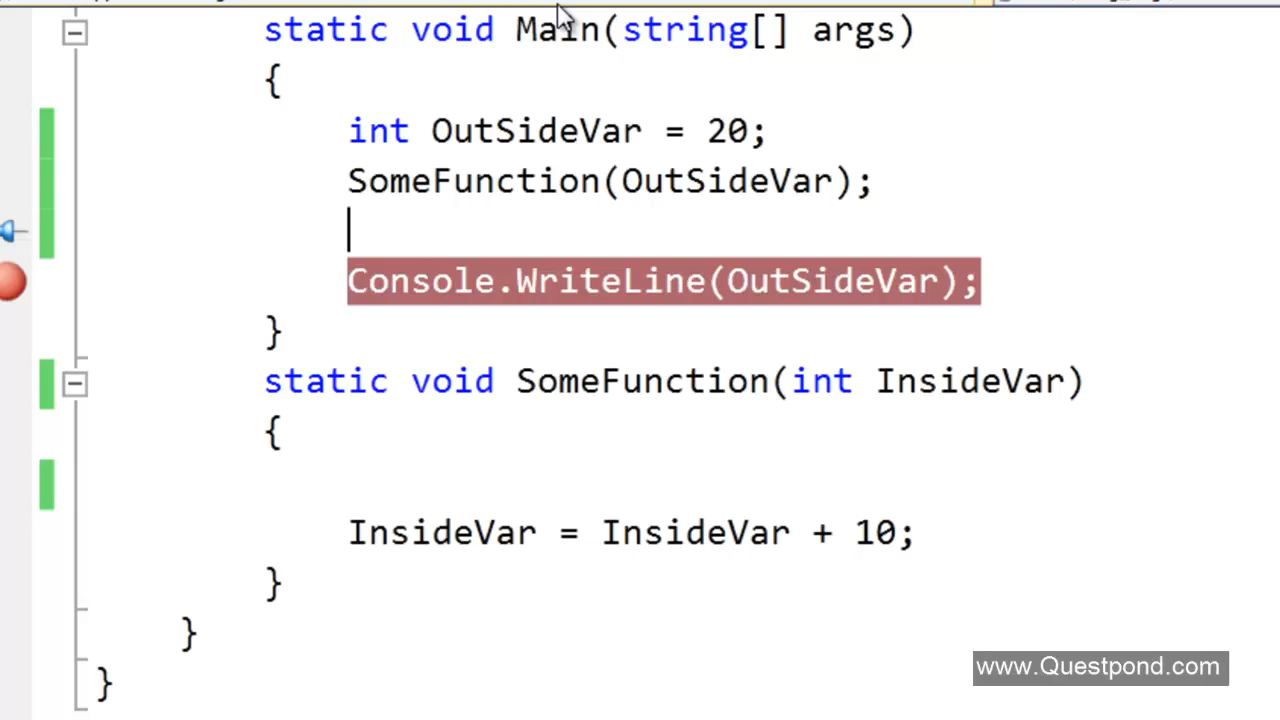 static void Main(string[] args)
{
int OutSideVar = 20;
SomeFunction(OutSideVar);
Console.WriteLine(OutSideVar);
}
static void SomeFunction(int InsideVar)
{
InsideVar = InsideVar + 10;
}
}
}
www.Questpond.com